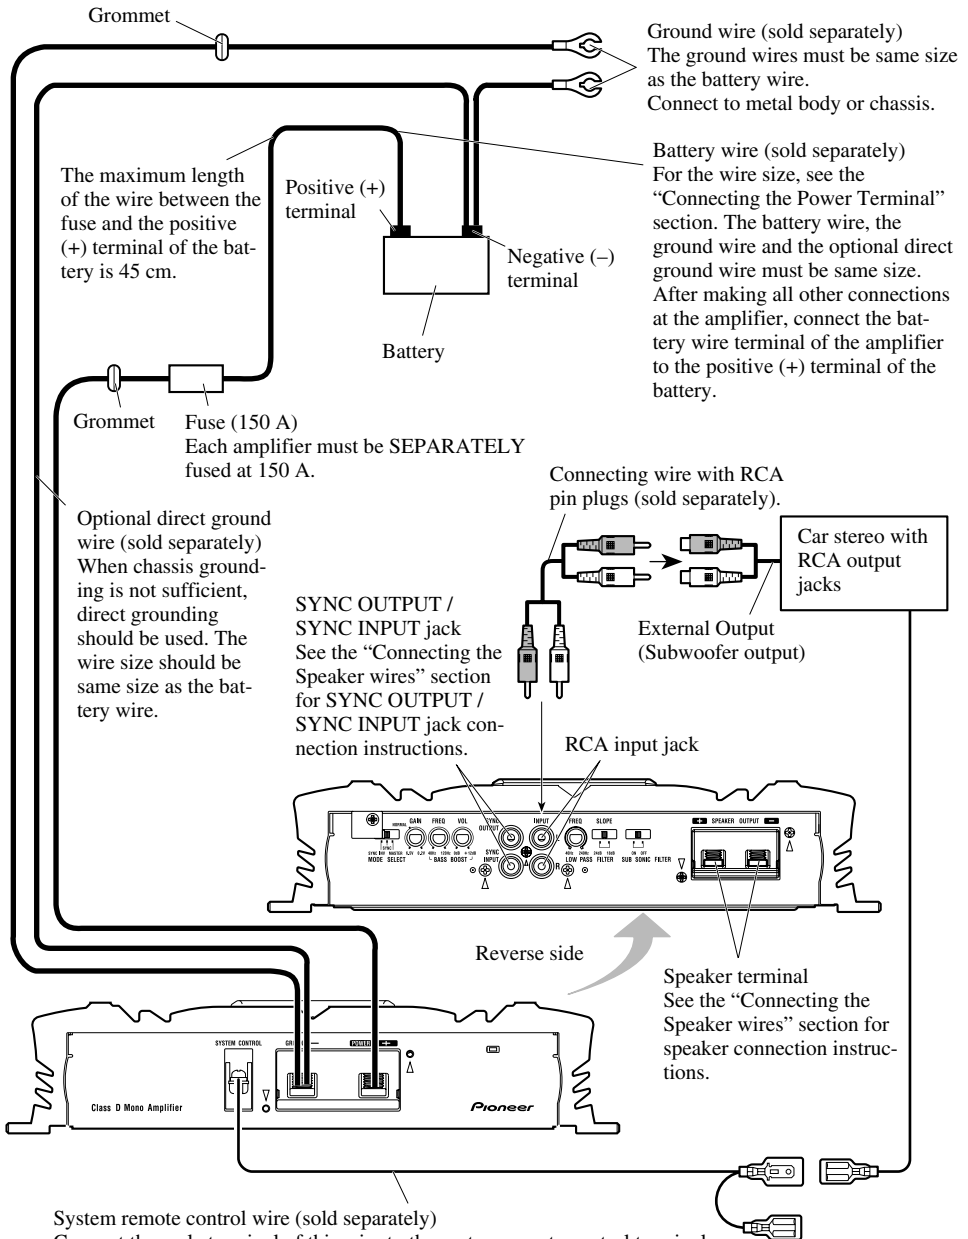 Grommet
Ground wire (sold separately)
The ground wires must be same size
as the battery wire.
Connect to metal body or chassis.
The maximum length
of the wire between the
fuse and the positive
(+) terminal of the bat-
tery is 45 cm.
Positive (+)
terminal
Negative (–)
terminal
Battery
Battery wire (sold separately)
For the wire size, see the
“Connecting the Power Terminal”
section. The battery wire, the
ground wire and the optional direct
ground wire must be same size.
After making all other connections
at the amplifier, connect the bat-
tery wire terminal of the amplifier
to the positive (+) terminal of the
battery.
Grommet
Fuse (150 A)
Each amplifier must be SEPARATELY
fused at 150 A.
Connecting wire with RCA
pin plugs (sold separately).
Car stereo with
RCA output
jacks
External Output
(Subwoofer output)
Optional direct ground
wire (sold separately)
When chassis ground-
ing is not sufficient,
direct grounding
should be used. The
wire size should be
same size as the bat-
tery wire.
SYNC OUTPUT /
SYNC INPUT jack
See the “Connecting the
Speaker wires” section
for SYNC OUTPUT /
SYNC INPUT jack con-
nection instructions.
RCA input jack
NORMAL GAIN FREQ VOL SYNC OUTPUT INPUT FREQ SLOPE
SPEAKER OUTPUT
SYNC INPUT
MODE SELECT BASS BOOST LOW PASS FILTER SUB SONIC FILTER
R
ON OFF
Reverse side
Speaker terminal
See the “Connecting the
Speaker wires” section for
speaker connection instruc-
tions.
SYSTEM CONTROL
POWER
Class D Mono Amplifier
Pioneer
System remote control wire (sold separately)